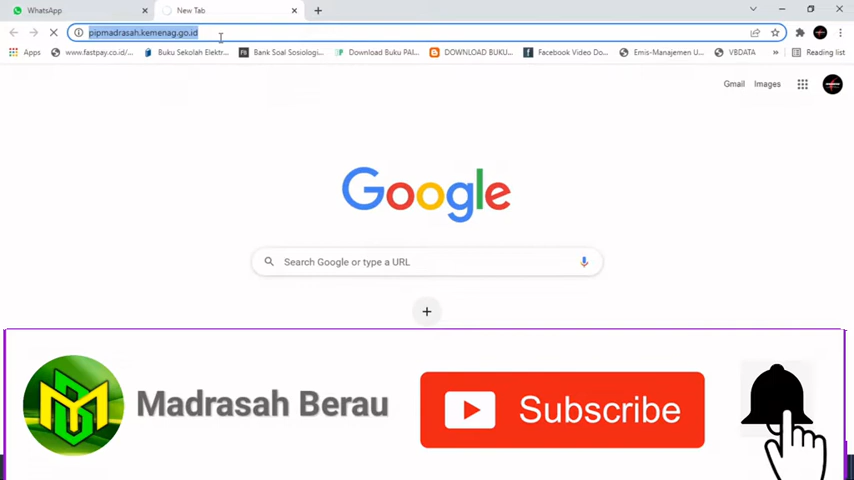 WhatsApp
New Tab
pipmadrasah.kemenag.go.id
Apps
www.fastpay.co.id/...
Buku Sekolah Elektr...
Bank Soal Sosiologi...
Download Buku PAI...
DOWNLOAD BUKU...
Facebook Video Do...
Emis-Manajemen U...
VBDATA
»
Reading list
Gmail
Images
Google
Search Google or type a URL
Madrasah Berau
Subscribe